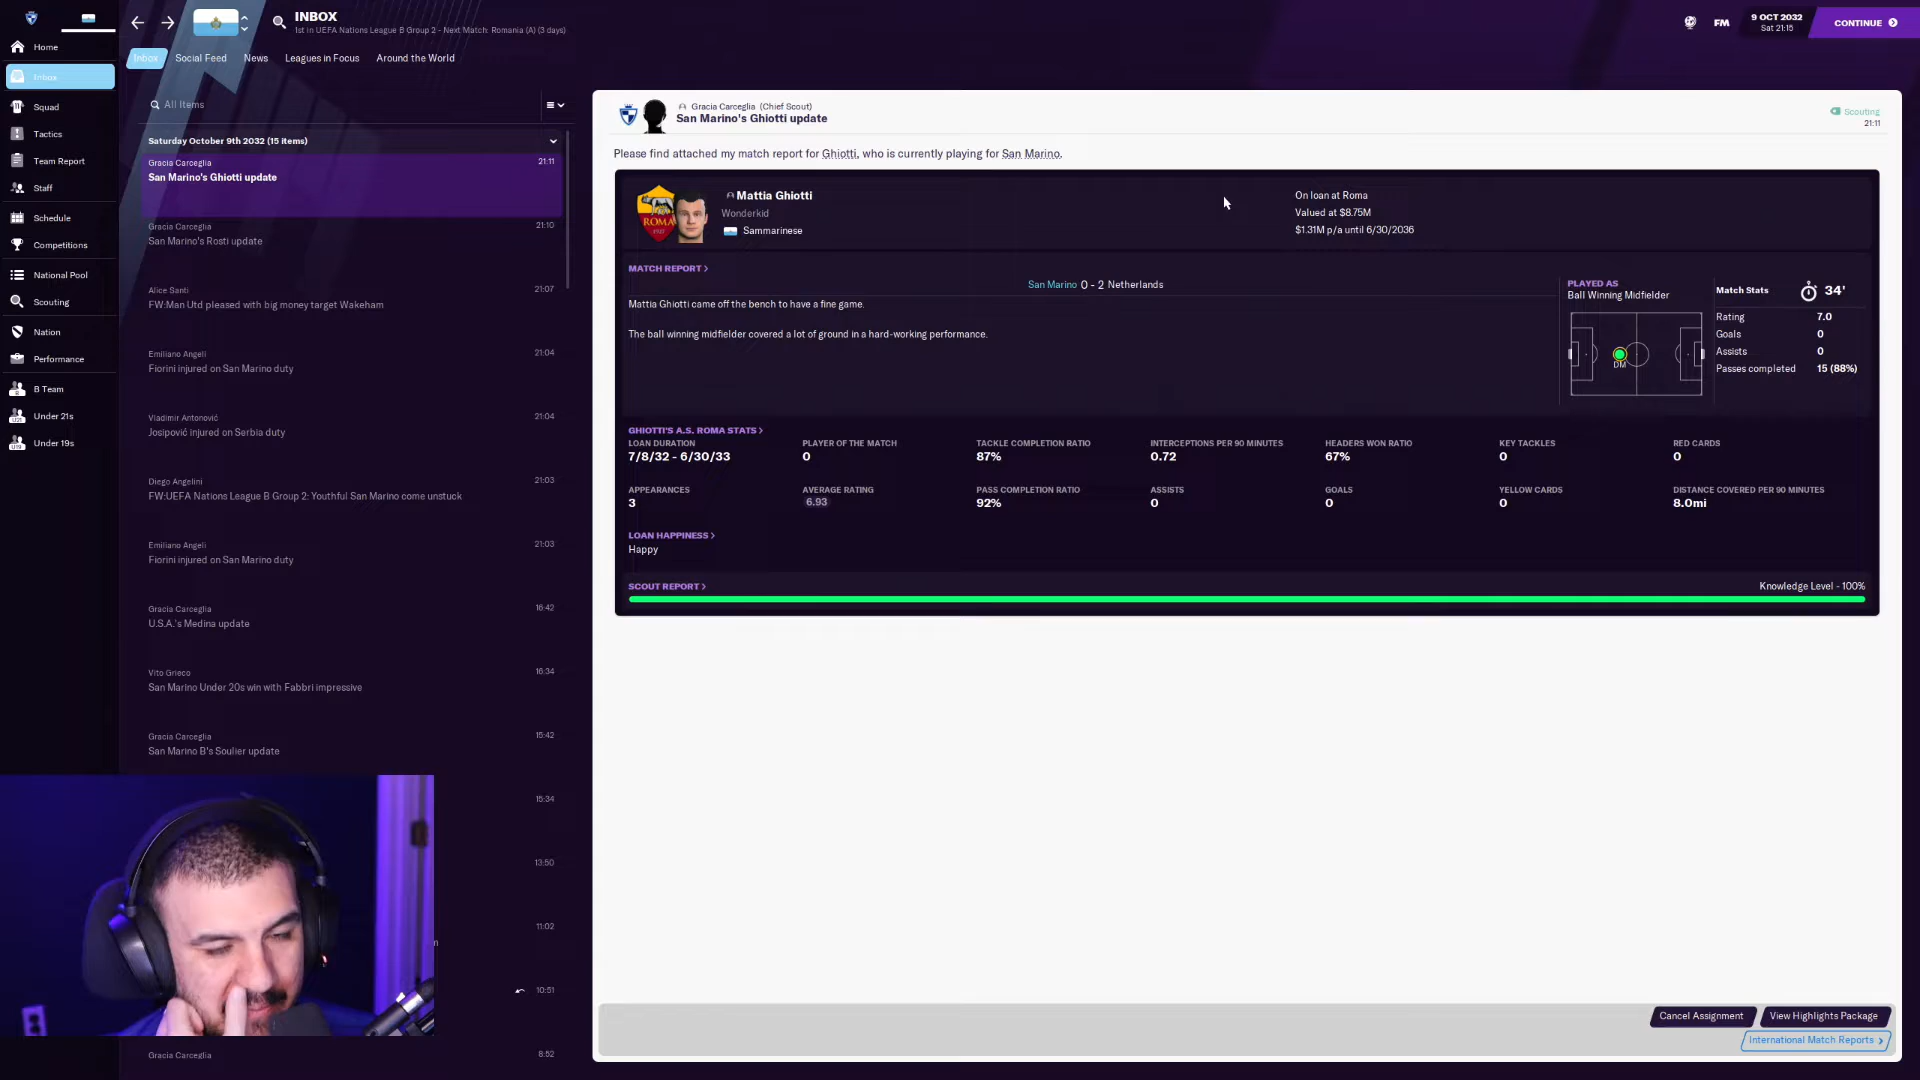 INBOX
1st in UEFA Nations League B Group 2 - Next Match: Romania (A) (3 days)
FM
9 OCT 2032
Sat 21:15
CONTINUE
Inbox
Social Feed
News
Leagues in Focus
Around the World
Home
Inbox
Squad
Tactics
Team Report
Staff
Schedule
Competitions
National Pool
Scouting
Nation
Performance
B Team
Under 21s
Under 19s
All Items
Saturday October 9th 2032 (15 items)
Gracia Carceglia 21:11
San Marino's Ghiotti update
Gracia Carceglia 21:10
San Marino's Rosti update
Alice Santi 21:07
FW:Man Utd pleased with big money target Wakeham
Emiliano Angeli 21:04
Fiorini injured on San Marino duty
Vladimir Antonović 21:04
Josipović injured on Serbia duty
Diego Angelini 21:03
FW:UEFA Nations League B Group 2: Youthful San Marino come unstuck
Emiliano Angeli 21:03
Fiorini injured on San Marino duty
Gracia Carceglia 16:42
U.S.A.'s Medina update
Vito Grieco 16:34
San Marino Under 20s win with Fabbri impressive
Gracia Carceglia 15:42
San Marino B's Soulier update
15:34
13:50
11:02
10:51
Gracia Carceglia 8:52
Gracia Carceglia (Chief Scout)
San Marino's Ghiotti update
Scouting
21:11
Please find attached my match report for Ghiotti, who is currently playing for San Marino.
ROMA
Mattia Ghiotti
Wonderkid
Sammarinese
On loan at Roma
Valued at $8.75M
$1.31M p/a until 6/30/2036
MATCH REPORT >
San Marino 0 - 2 Netherlands
Mattia Ghiotti came off the bench to have a fine game.
The ball winning midfielder covered a lot of ground in a hard-working performance.
PLAYED AS
Ball Winning Midfielder
DM
Match Stats 34'
Rating 7.0
Goals 0
Assists 0
Passes completed 15 (88%)
GHIOTTI'S A.S. ROMA STATS >
LOAN DURATION PLAYER OF THE MATCH TACKLE COMPLETION RATIO INTERCEPTIONS PER 90 MINUTES HEADERS WON RATIO KEY TACKLES RED CARDS
7/8/32 - 6/30/33 0 87% 0.72 67% 0 0
APPEARANCES AVERAGE RATING PASS COMPLETION RATIO ASSISTS GOALS YELLOW CARDS DISTANCE COVERED PER 90 MINUTES
3 6.93 92% 0 0 0 8.0mi
LOAN HAPPINESS >
Happy
SCOUT REPORT >
Knowledge Level - 100%
Cancel Assignment
View Highlights Package
International Match Reports >